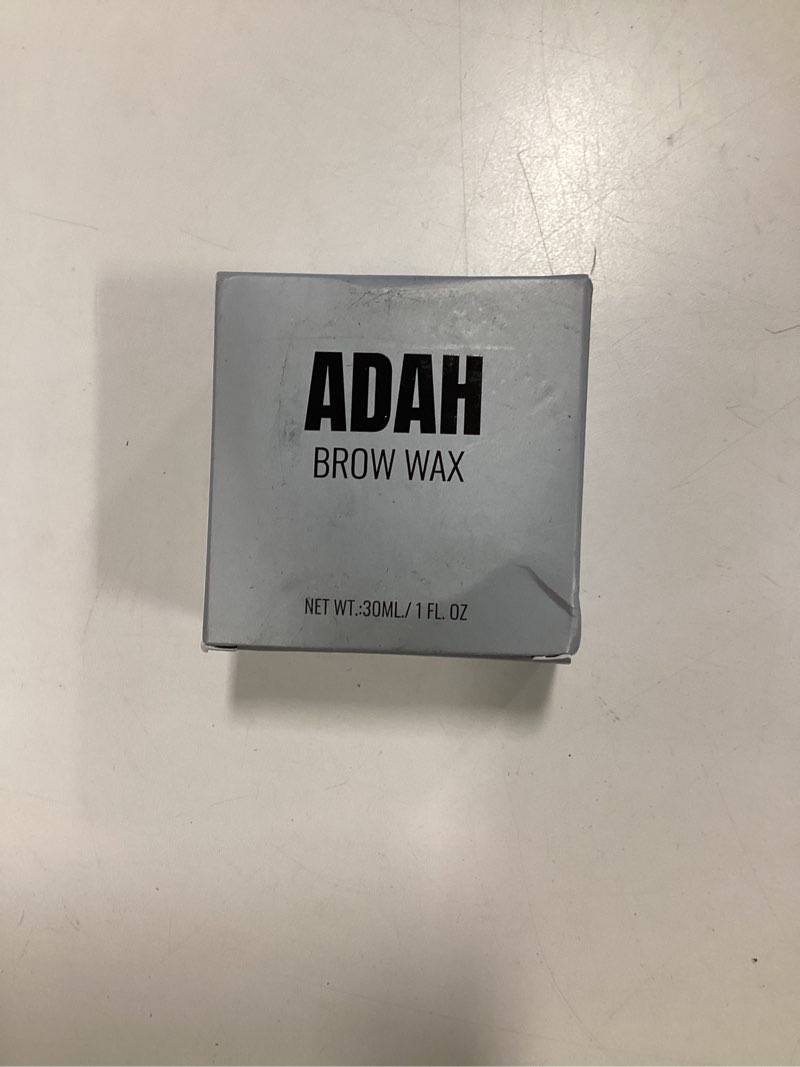 ADAH
BROW WAX
NET WT.:30ML./ 1 FL. OZ